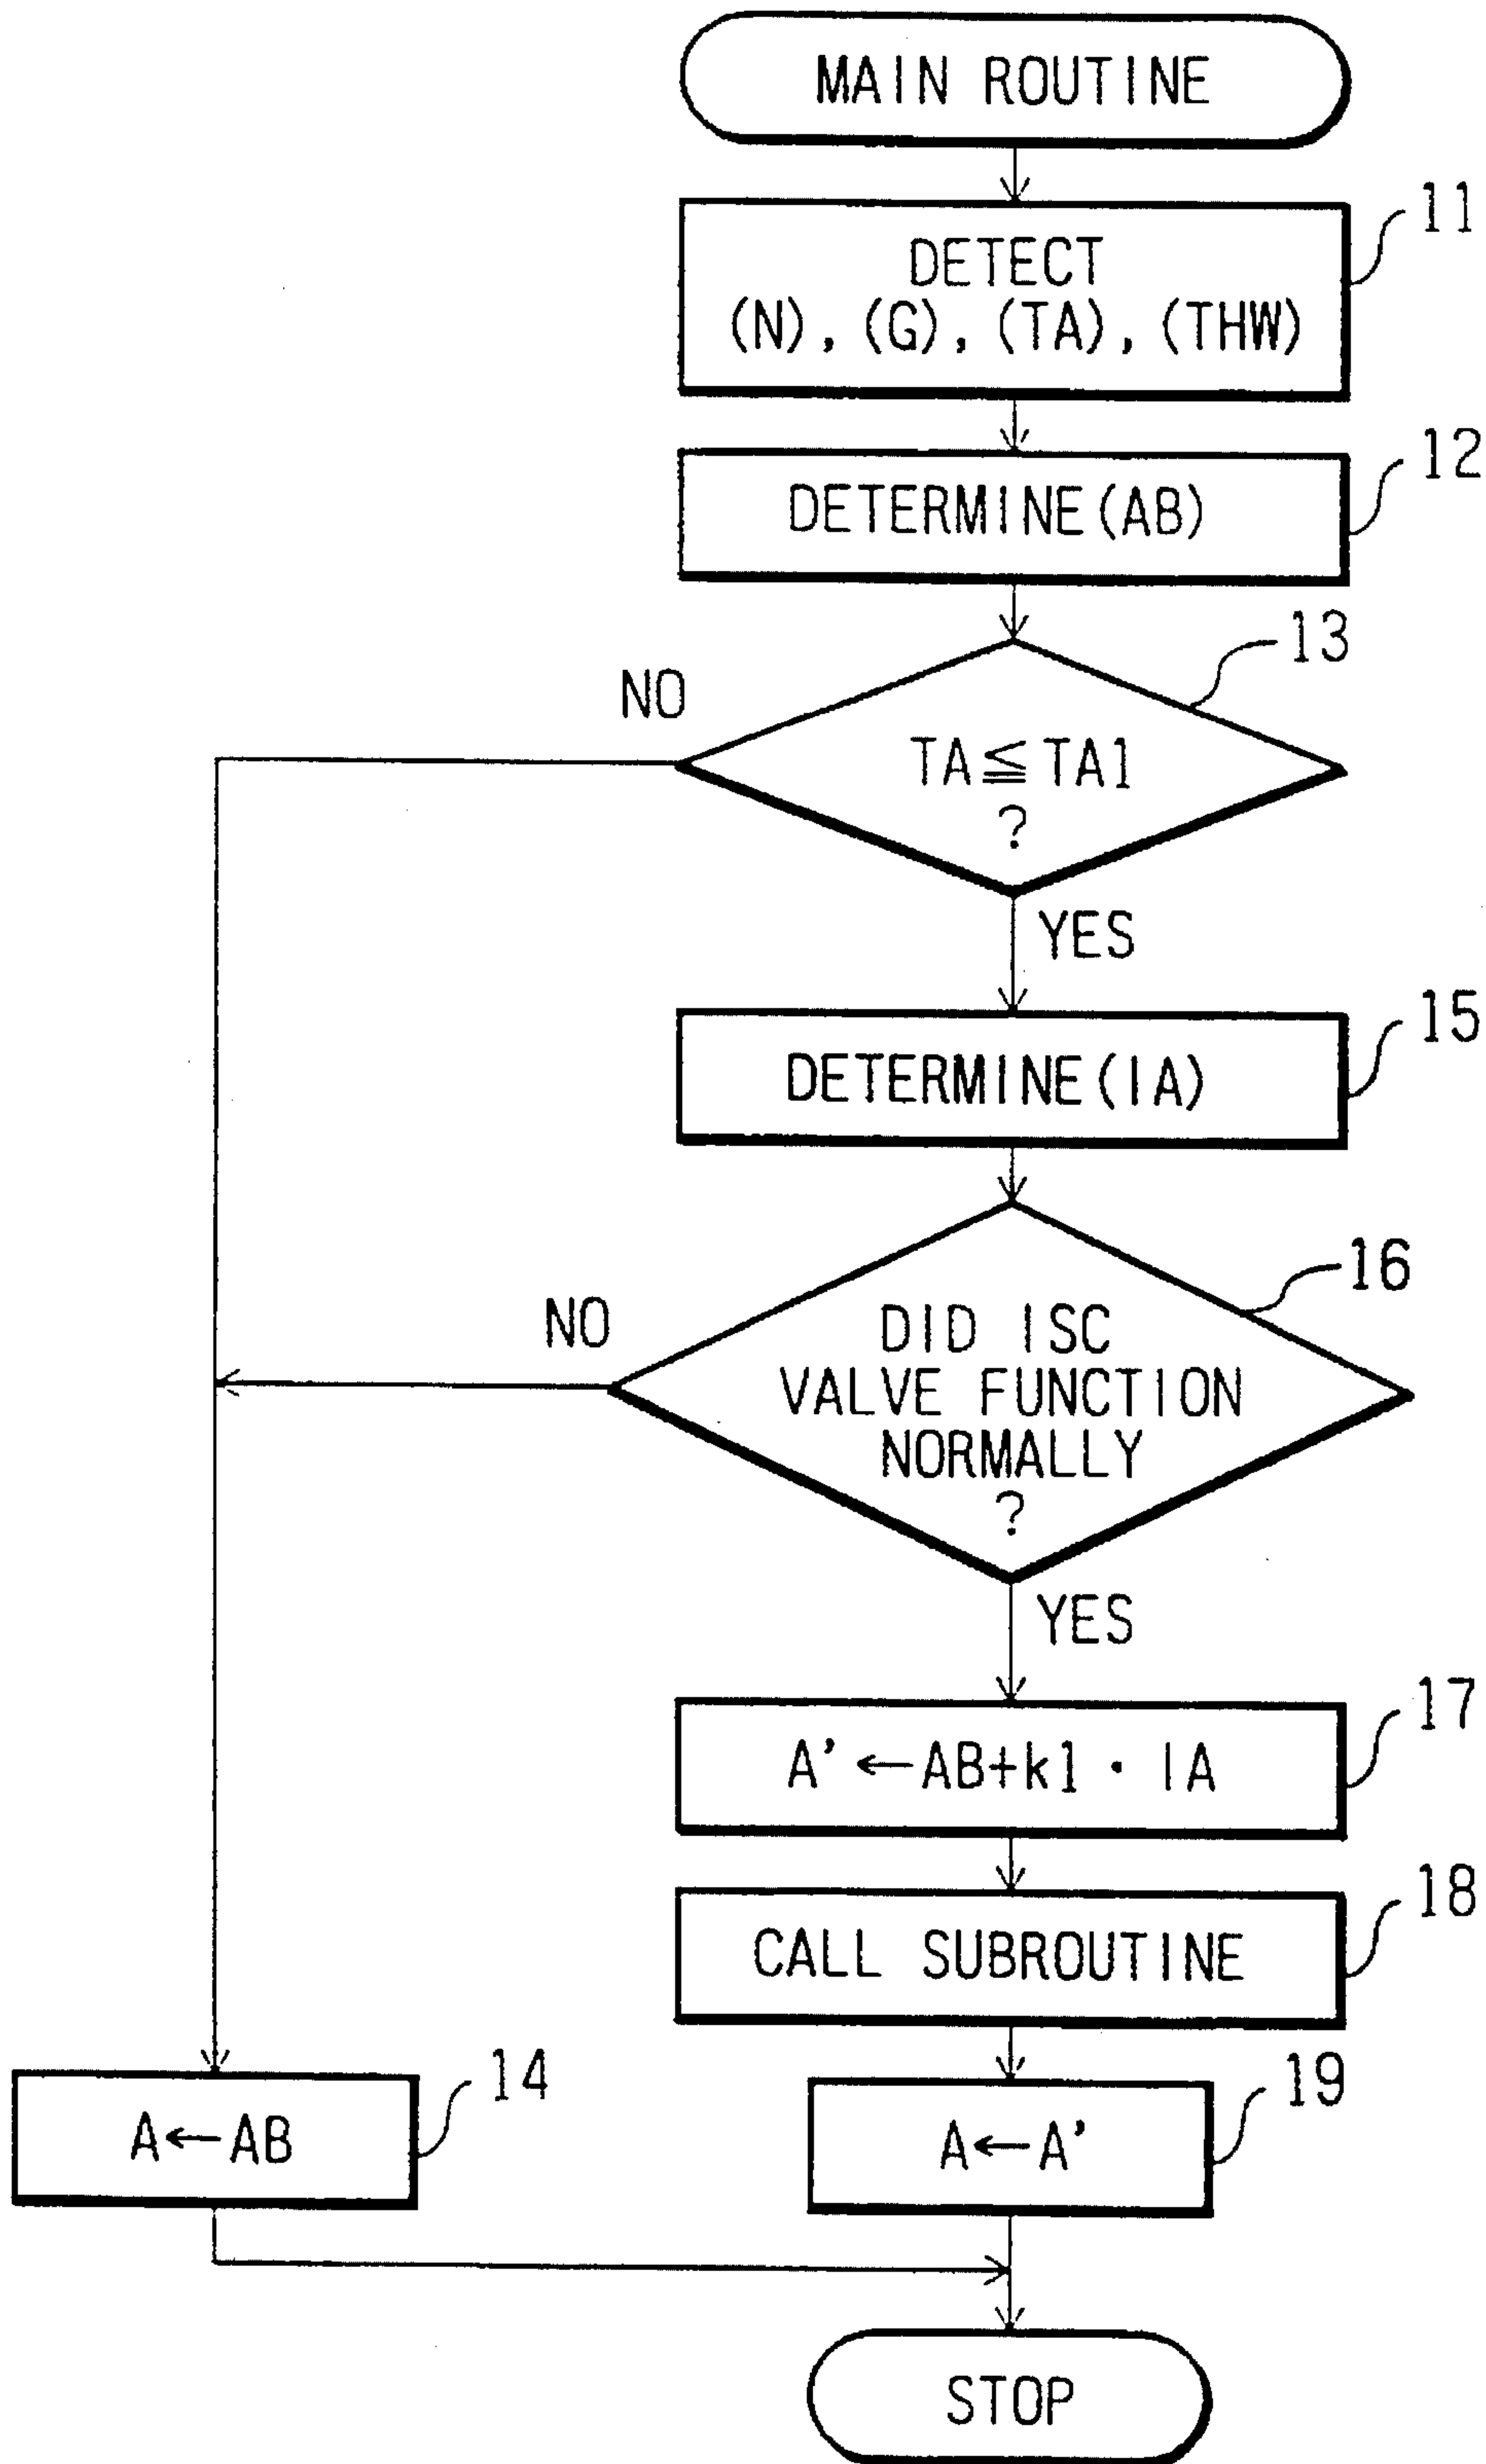 MAIN ROUTINE
11
DETECT
(N), (G), (TA), (THW)
12
DETERMINE(AB)
13
NO
TA≦TA1
?
YES
15
DETERMINE(IA)
16
NO
DID ISC
VALVE FUNCTION
NORMALLY
?
YES
17
A'←AB+k1・IA
18
CALL SUBROUTINE
14
A←AB
19
A←A'
STOP